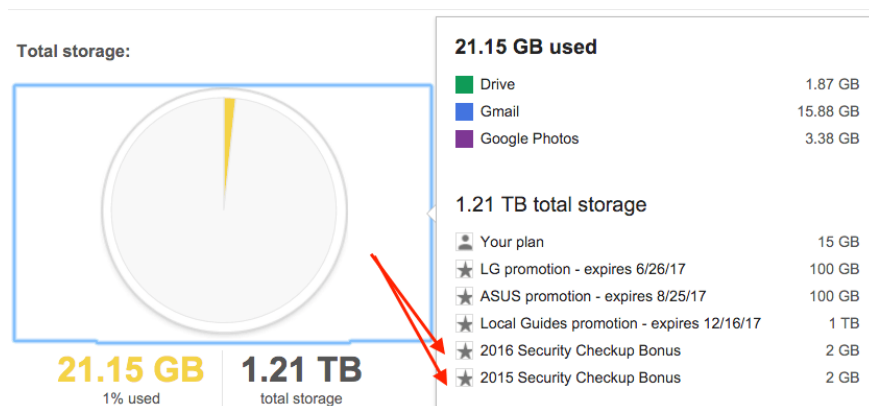 Total storage:
21.15 GB
1% used
1.21 TB
total storage
21.15 GB used
Drive 1.87 GB
Gmail 15.88 GB
Google Photos 3.38 GB
1.21 TB total storage
Your plan 15 GB
LG promotion - expires 6/26/17 100 GB
ASUS promotion - expires 8/25/17 100 GB
Local Guides promotion - expires 12/16/17 1 TB
2016 Security Checkup Bonus 2 GB
2015 Security Checkup Bonus 2 GB